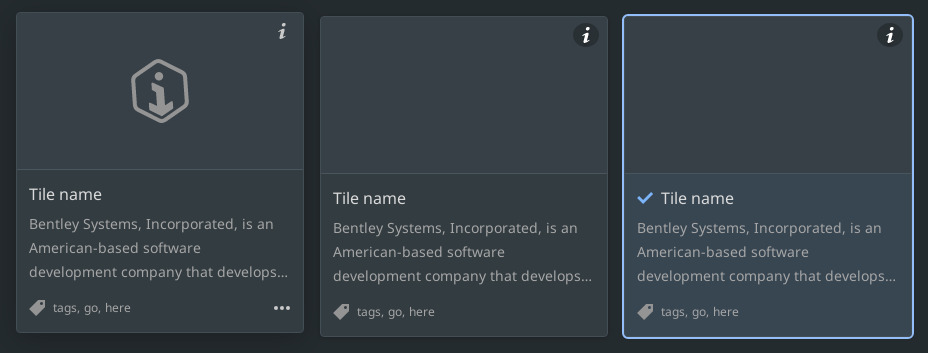 Tile name
Bentley Systems, Incorporated, is an
American-based software
development company that develops...
tags, go, here
Tile name
Bentley Systems, Incorporated, is an
American-based software
development company that develops...
tags, go, here
Tile name
Bentley Systems, Incorporated, is an
American-based software
development company that develops...
tags, go, here